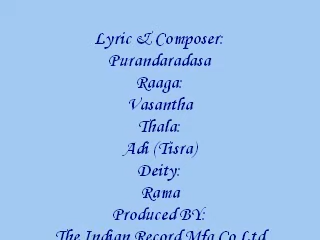 Lyric & Composer:
Purandaradasa
Raaga:
Vasantha
Thala:
Adi (Tisra)
Deity:
Rama
Produced BY:
The Indian Record Mfg Co Ltd